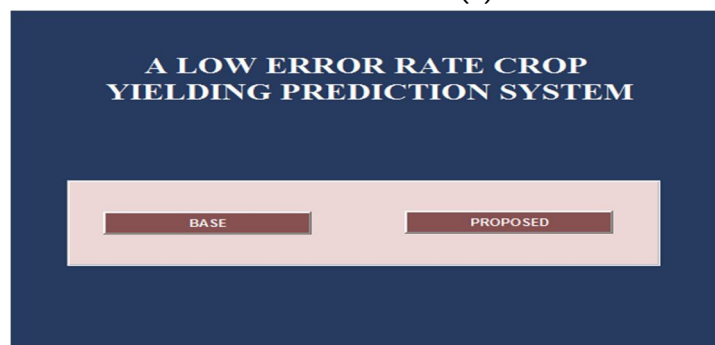 A LOW ERROR RATE CROP
YIELDING PREDICTION SYSTEM
BASE
PROPOSED